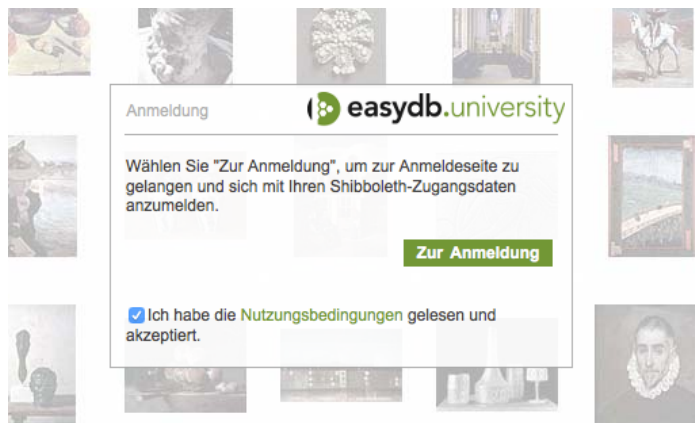 Anmeldung
easydb.university
Wählen Sie "Zur Anmeldung", um zur Anmeldeseite zu
gelangen und sich mit Ihren Shibboleth-Zugangsdaten
anzumelden.
Zur Anmeldung
Ich habe die Nutzungsbedingungen gelesen und
akzeptiert.